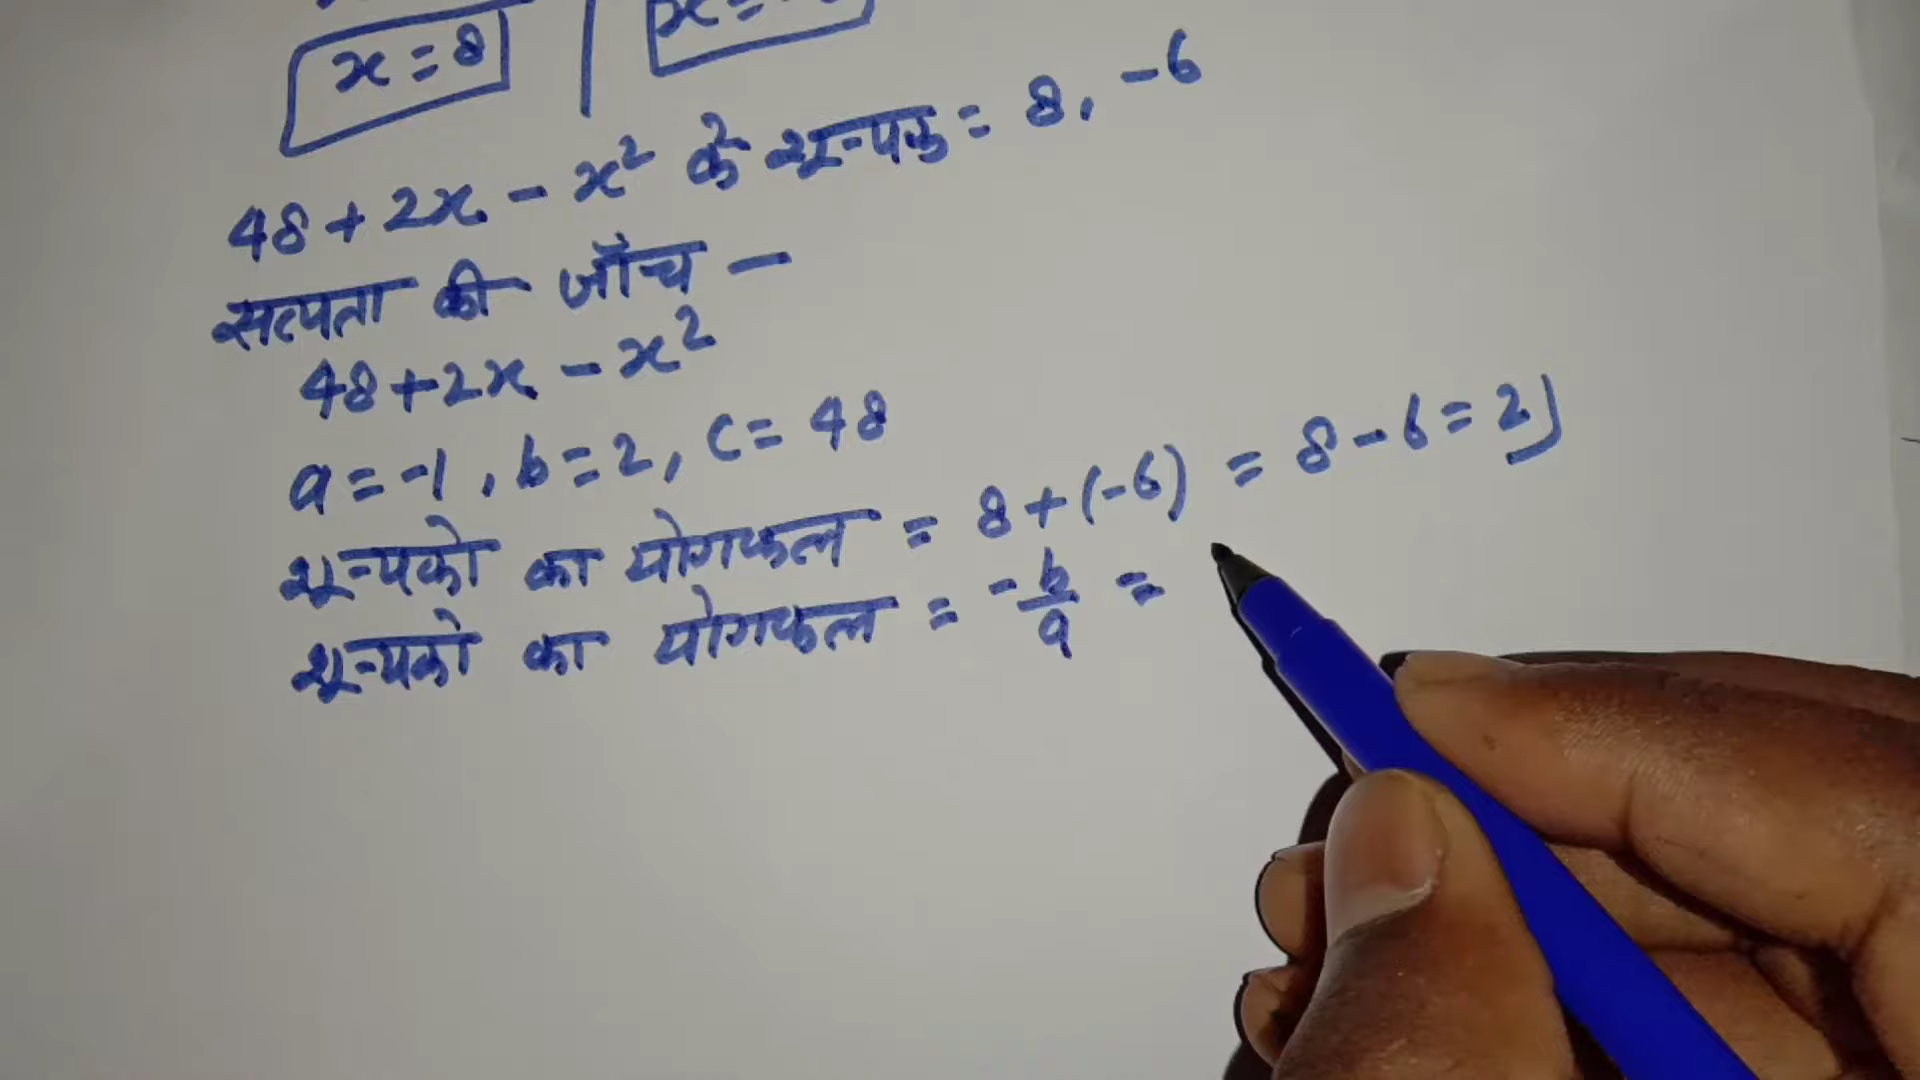 x = 8
48 + 2x - x² के शून्यक = 8, -6
सत्यता की जाँच -
48 + 2x - x²
a = -1, b = 2, c = 48
शून्यको का योगफल = 8 + (-6) = 8 - 6 = 2
शून्यको का योगफल = -b/a =